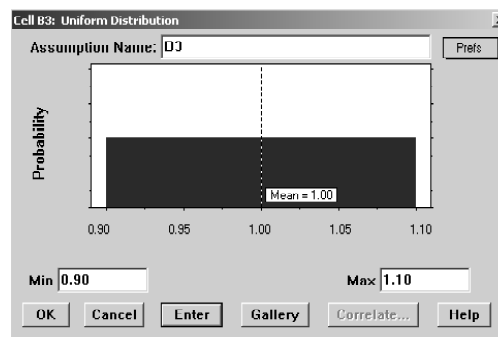 Cell B3: Uniform Distribution
Assumption Name: D3
Prefs
Probability
Mean = 1.00
0.90 0.95 1.00 1.05 1.10
Min 0.90 Max 1.10
OK Cancel Enter Gallery Correlate... Help